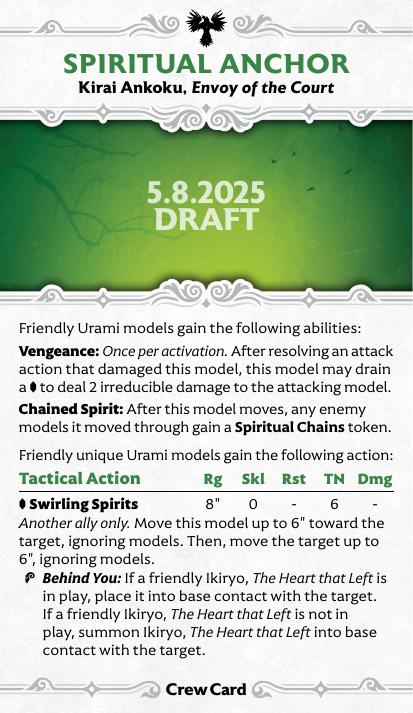 SPIRITUAL ANCHOR
Kirai Ankoku, Envoy of the Court
5.8.2025
DRAFT
Friendly Urami models gain the following abilities:
Vengeance: Once per activation. After resolving an attack
action that damaged this model, this model may drain
a to deal 2 irreducible damage to the attacking model.
Chained Spirit: After this model moves, any enemy
models it moved through gain a Spiritual Chains token.
Friendly unique Urami models gain the following action:
Tactical Action Rg Skl Rst TN Dmg
Swirling Spirits 8" 0 - 6 -
Another ally only. Move this model up to 6" toward the
target, ignoring models. Then, move the target up to
6", ignoring models.
Behind You: If a friendly Ikiryo, The Heart that Left is
in play, place it into base contact with the target.
If a friendly Ikiryo, The Heart that Left is not in
play, summon Ikiryo, The Heart that Left into base
contact with the target.
Crew Card